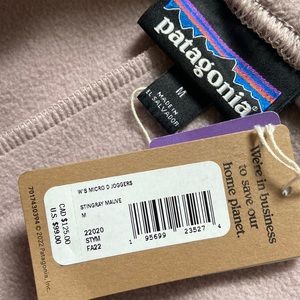 patagonia®
M
MADE IN
EL SALVADOR
We're in business
to save our
home planet.
W'S MICRO D JOGGERS
STINGRAY MAUVE
M
22020
STYM
FA22
1 95699 23527 4
CAD $125.00
U.S. $99.00
7017430394 © 2022 Patagonia, Inc.